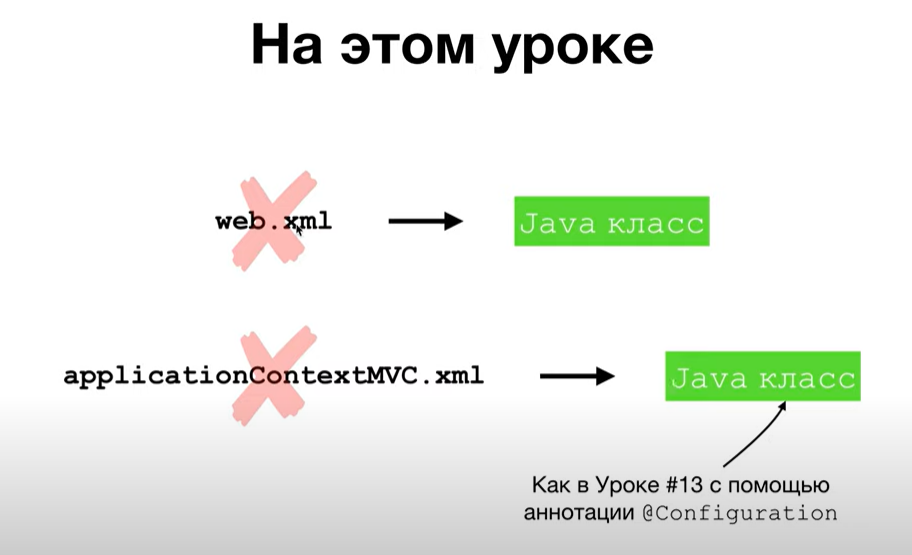 На этом уроке
web.xml
Java класс
applicationContextMVC.xml
Java класс
Как в Уроке #13 с помощью
аннотации @Configuration